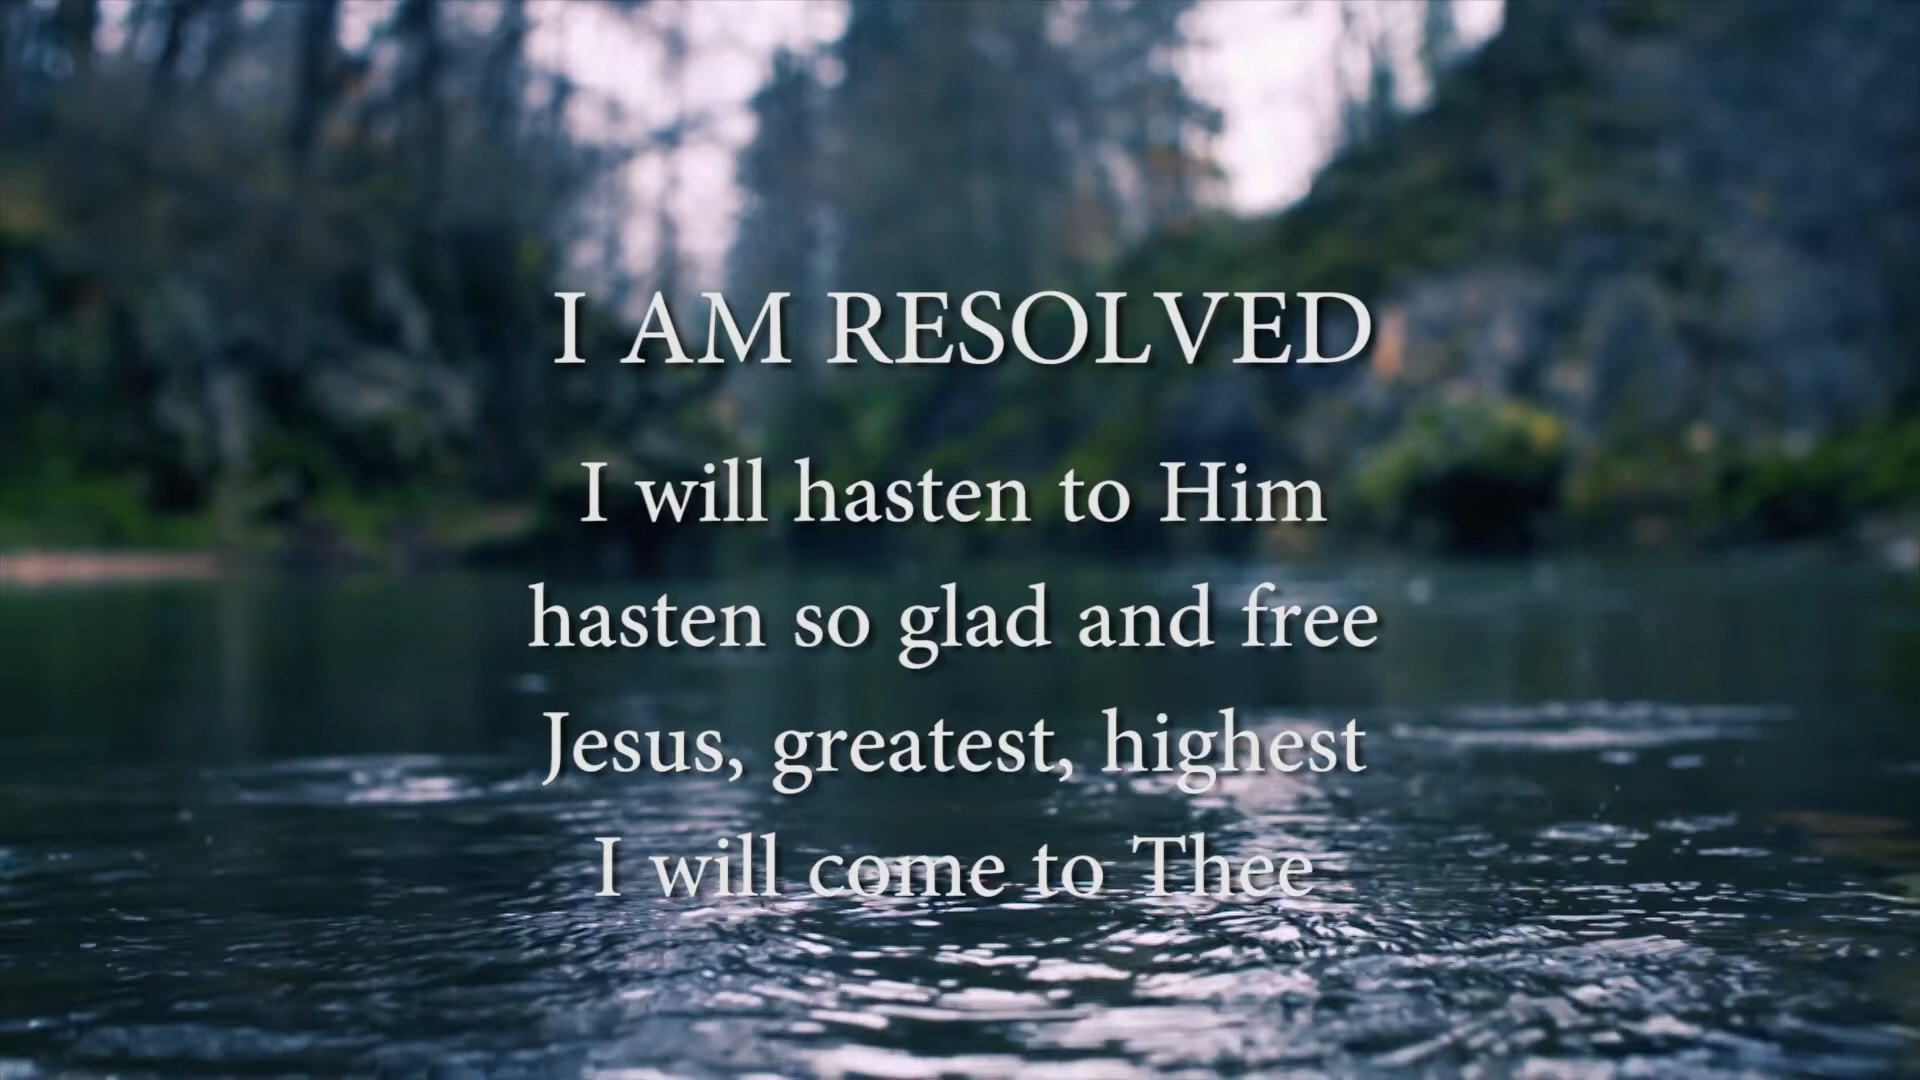 I AM RESOLVED
I will hasten to Him
hasten so glad and free
Jesus, greatest, highest
I will come to Thee